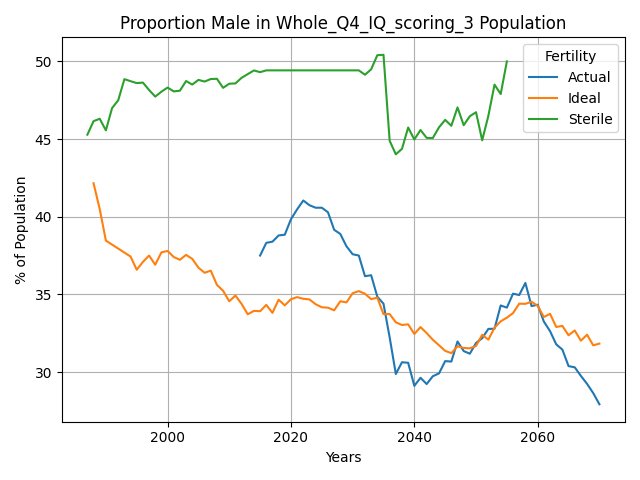 Proportion Male in Whole_Q4_IQ_scoring_3 Population
Fertility
Actual
Ideal
Sterile
% of Population
50
45
40
35
30
2000
2020
2040
2060
Years